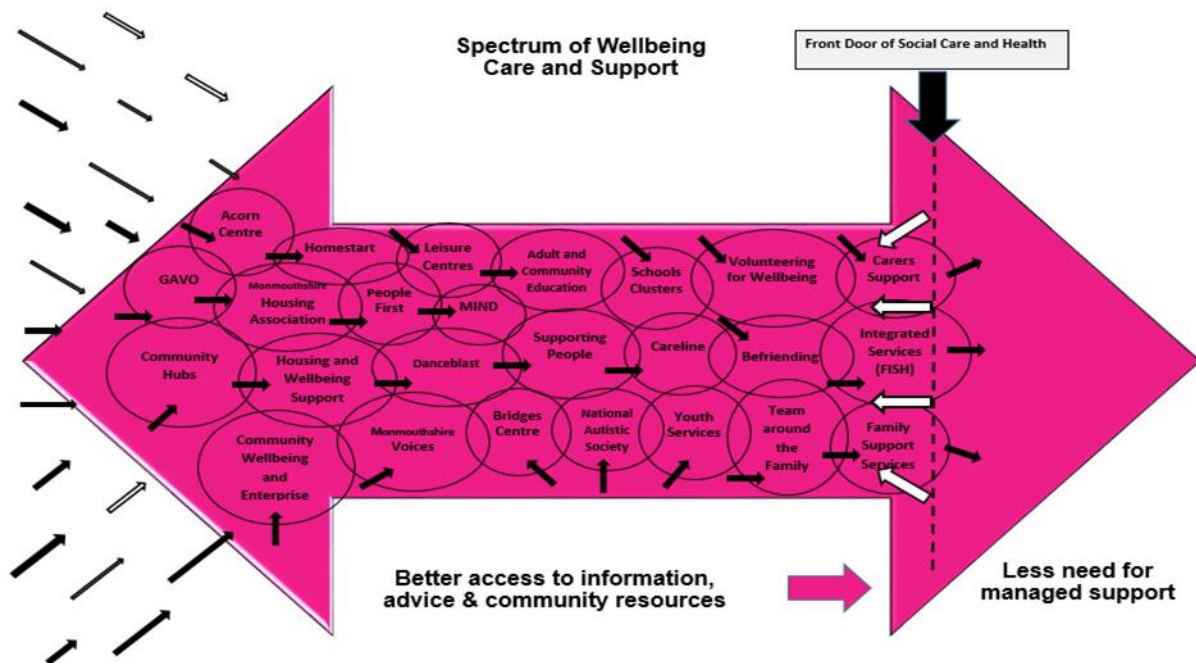 Spectrum of Wellbeing
Care and Support
Front Door of Social Care and Health
Acorn
Centre
Homestart
Leisure
Centres
Adult and
Community
Education
Schools
Clusters
Volunteering
for Wellbeing
Carers
Support
GAVO
Monmouthshire
Housing
Association
People
First
MIND
Supporting
People
Careline
Befriending
Integrated
Services
(FISH)
Community
Hubs
Housing and
Wellbeing
Support
Danceblast
Community
Wellbeing
and
Enterprise
Monmouthshire
Voices
Bridges
Centre
National
Autistic
Society
Youth
Services
Team
around
the
Family
Family
Support
Services
Better access to information,
advice & community resources
Less need for
managed support